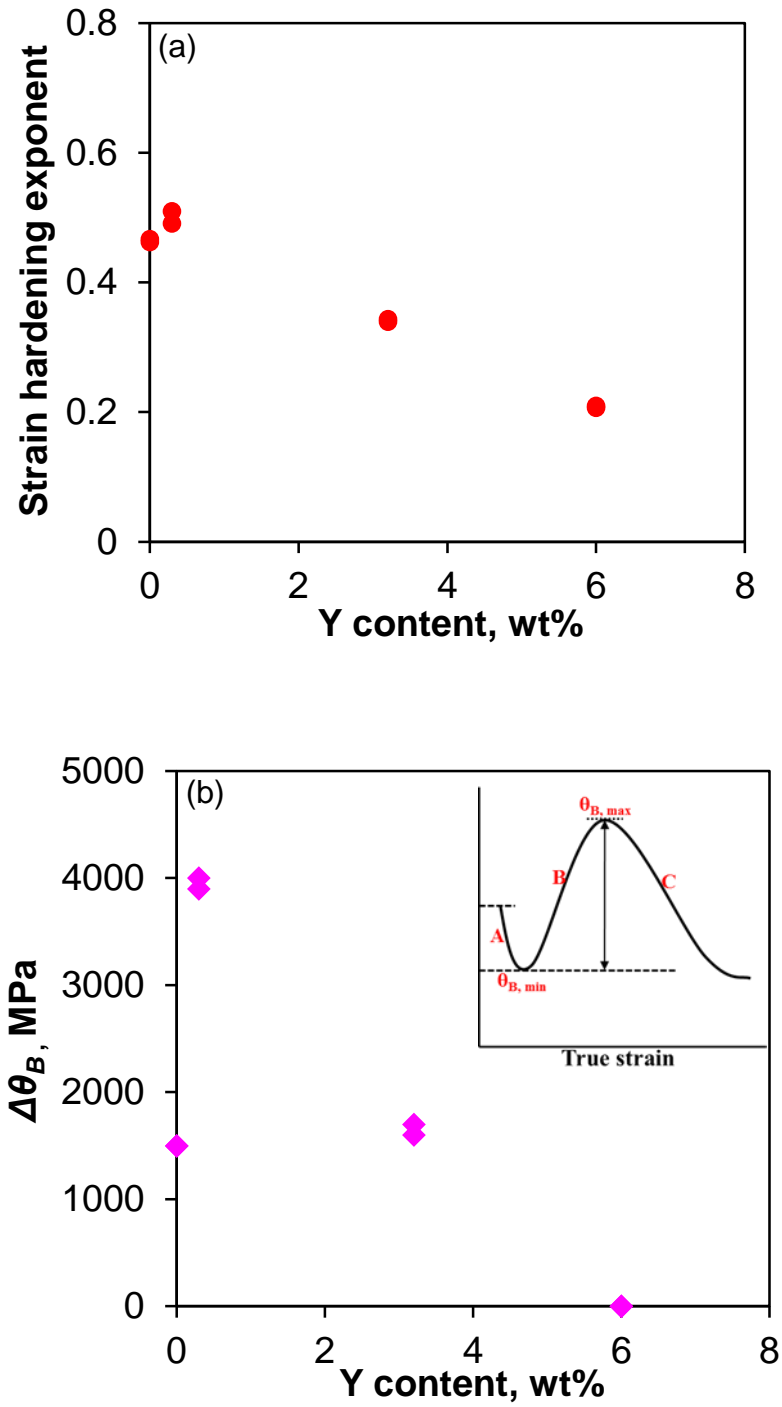 (a)
Strain hardening exponent
0.8
0.6
0.4
0.2
0
0 2 4 6 8
Y content, wt%
(b)
Δθ_B, MPa
5000
4000
3000
2000
1000
0
0 2 4 6 8
Y content, wt%
θB, max
B
C
A
θB, min
True strain